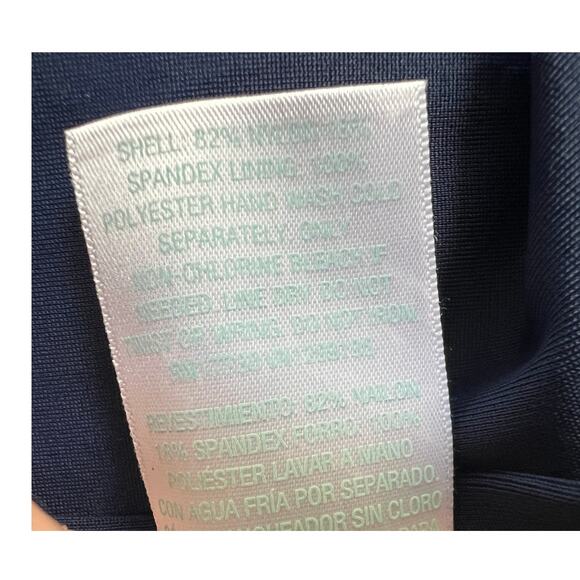 SHELL: 82% NYLON 18%
SPANDEX LINING: 100%
POLYESTER HAND WASH COLD
SEPARATELY. ONLY
NON-CHLORINE BLEACH IF
NEEDED. LINE DRY. DO NOT
TWIST OR WRING. DO NOT IRON.
REVESTIMIENTO: 82% NAILON
18% SPANDEX FORRO: 100%
POLIÉSTER LAVAR A MANO
CON AGUA FRÍA POR SEPARADO.
SIN CLORO